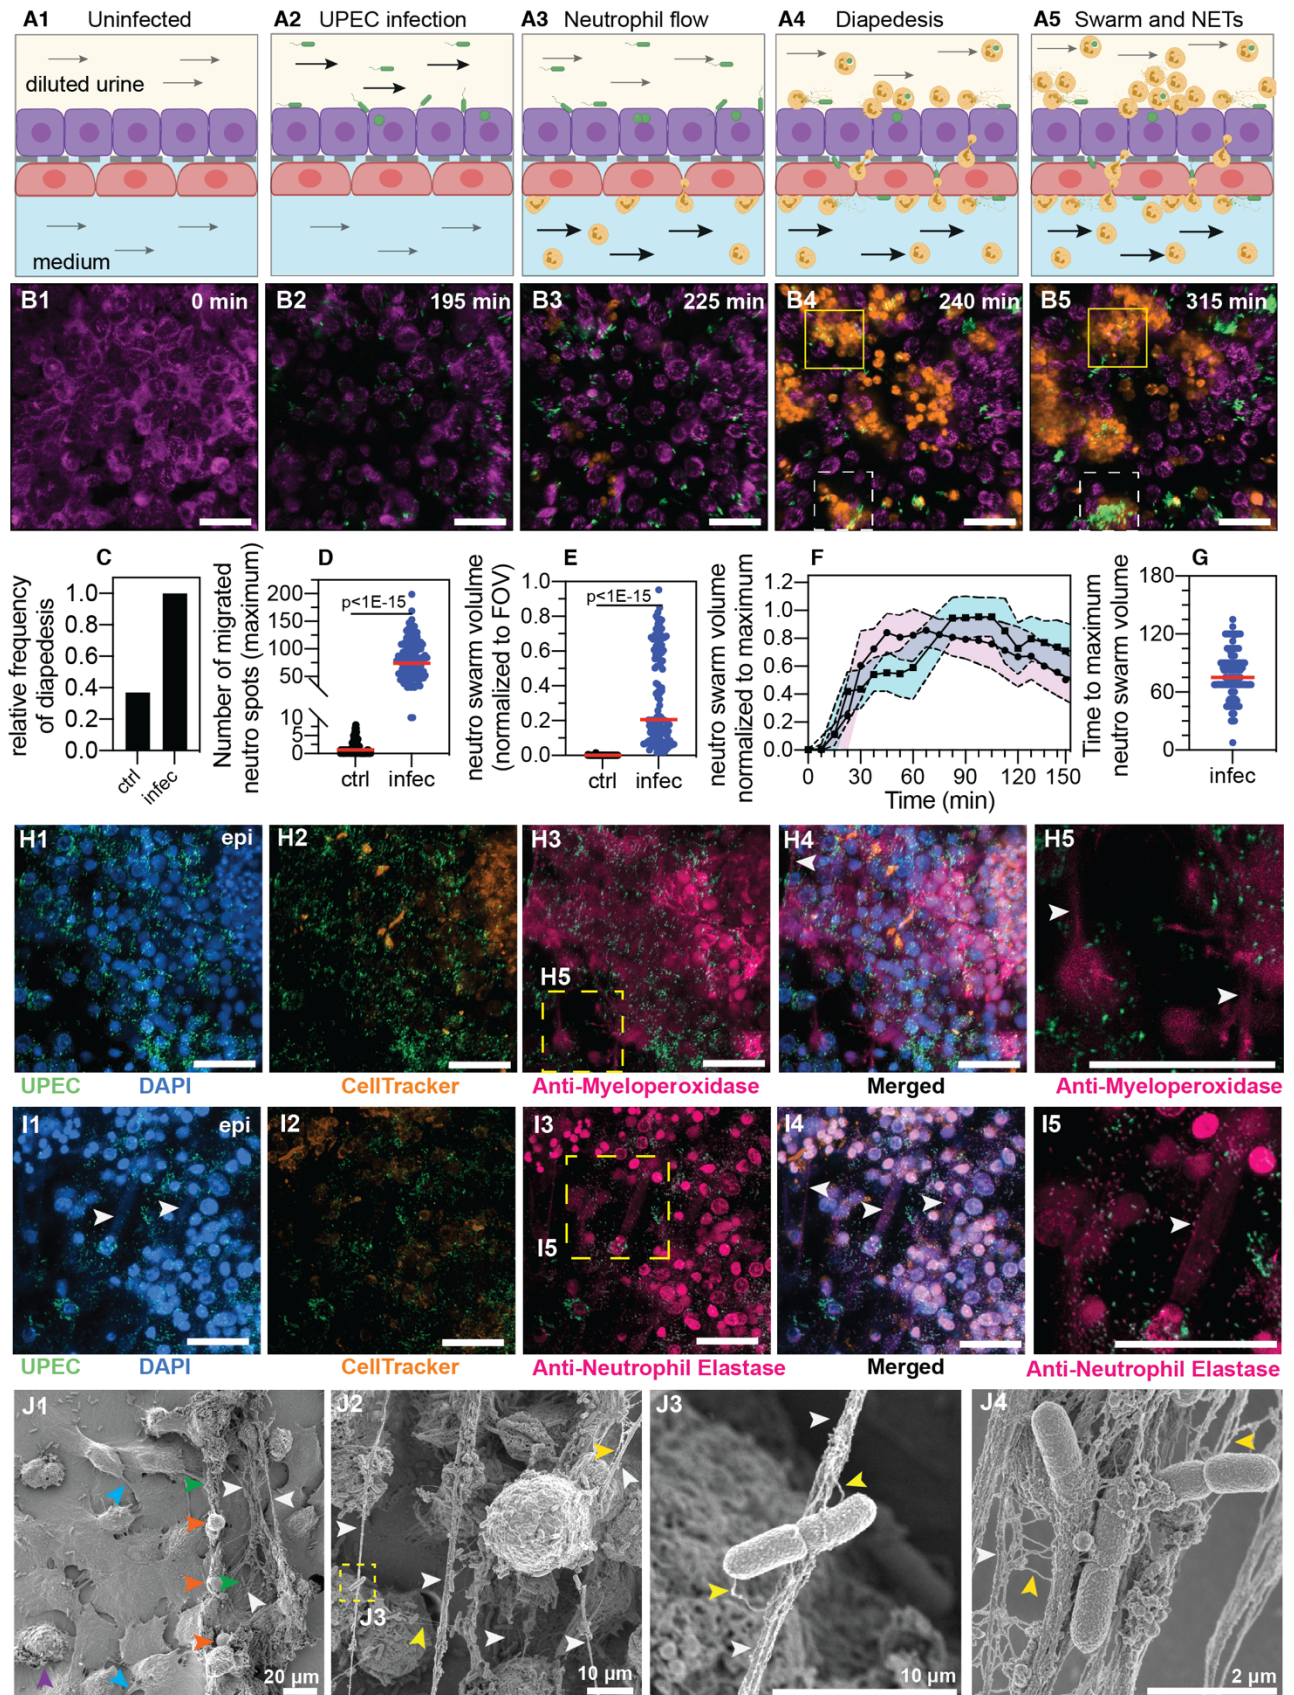 A1 Uninfected
A2 UPEC infection
A3 Neutrophil flow
A4 Diapedesis
A5 Swarm and NETs
diluted urine
medium
B1 0 min
B2 195 min
B3 225 min
B4 240 min
B5 315 min
C
relative frequency
of diapedesis
1.0
0.8
0.6
0.4
0.2
0.0
ctrl
infec
D
Number of migrated
neutro spots (maximum)
200
150
100
50
10
5
0
p<1E-15
ctrl infec
E
neutro swarm volulme
(normalized to FOV)
1.0
0.8
0.6
0.4
0.2
0.0
p<1E-15
ctrl infec
F
neutro swarm volume
normalized to maximum
1.2
1.0
0.8
0.6
0.4
0.2
0.0
0 30 60 90 120 150
Time (min)
G
Time to maximum
neutro swarm volume
180
120
60
0
infec
H1 epi
H2
H3
H5
H4
H5
UPEC DAPI CellTracker Anti-Myeloperoxidase Merged Anti-Myeloperoxidase
I1 epi
I2
I3
I5
I4
I5
UPEC DAPI CellTracker Anti-Neutrophil Elastase Merged Anti-Neutrophil Elastase
J1
20 µm
J2
J3
10 µm
J3
10 µm
J4
2 µm